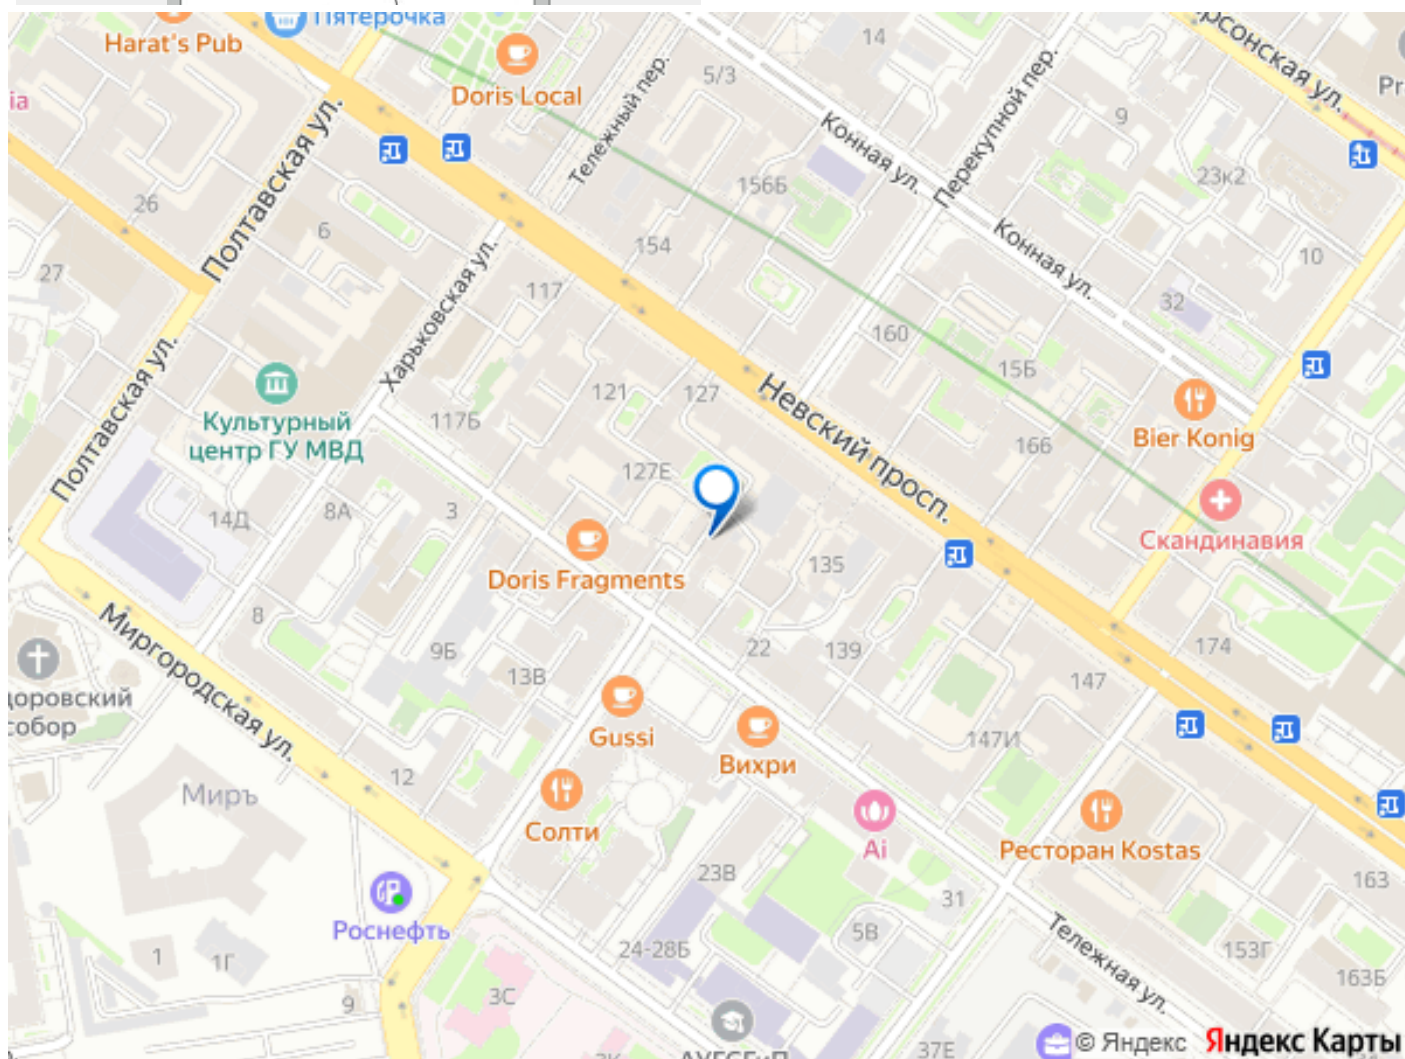 Пятёрочка
Harat's Pub
14
5/3
Doris Local
Тележный пер.
Перекупной пер.
9
Конная ул.
23к2
156Б
26
Полтавская ул.
6
154
10
Конная ул.
27
117
Харьковская ул.
32
160
15Б
Полтавская ул.
121
127
Невский просп.
Культурный
центр ГУ МВД
117Б
166
Bier Konig
127Е
14Д
8А
3
Скандинавия
135
Doris Fragments
8
Миргородская ул.
9Б
22
139
174
13В
147
собор
Gussi
147И
Вихри
12
Миръ
Солти
Ai
Ресторан Kostas
23В
163
31
5В
Роснефть
24-28Б
Тележная ул.
153Г
1
1Г
163Б
3С
9
37Е
© Яндекс
Яндекс Карты